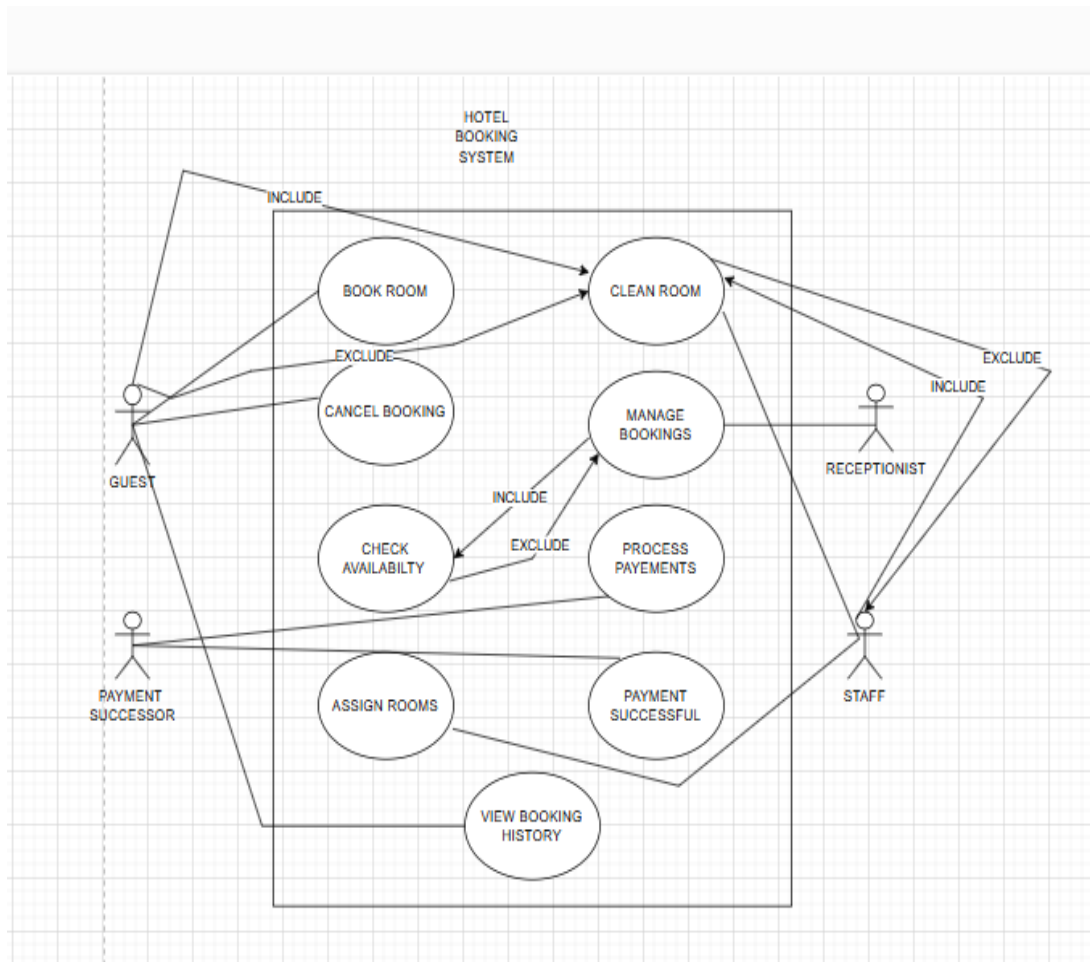 HOTEL
BOOKING
SYSTEM
INCLUDE
BOOK ROOM
CLEAN ROOM
EXCLUDE
EXCLUDE
INCLUDE
CANCEL BOOKING
MANAGE
BOOKINGS
RECEPTIONIST
GUEST
INCLUDE
EXCLUDE
CHECK
AVAILABILTY
PROCESS
PAYEMENTS
PAYMENT
SUCCESSOR
ASSIGN ROOMS
PAYMENT
SUCCESSFUL
STAFF
VIEW BOOKING
HISTORY